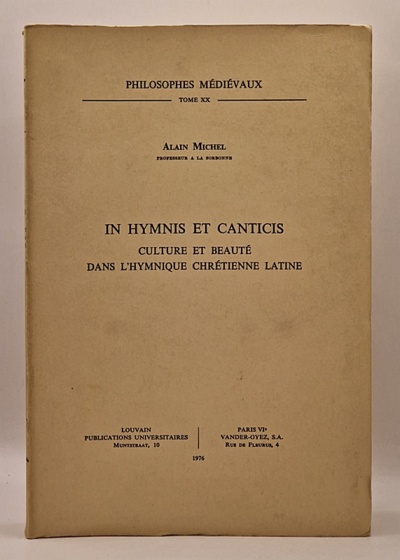 PHILOSOPHES MÉDIÉVAUX
TOME XX
ALAIN MICHEL
PROFESSEUR A LA SORBONNE
IN HYMNIS ET CANTICIS
CULTURE ET BEAUTÉ
DANS L'HYMNIQUE CHRÉTIENNE LATINE
LOUVAIN
PUBLICATIONS UNIVERSITAIRES
MUNTSTRAAT, 10
PARIS VIe
VANDER-OYEZ, S.A.
RUE DE FLEURUS, 4
1976